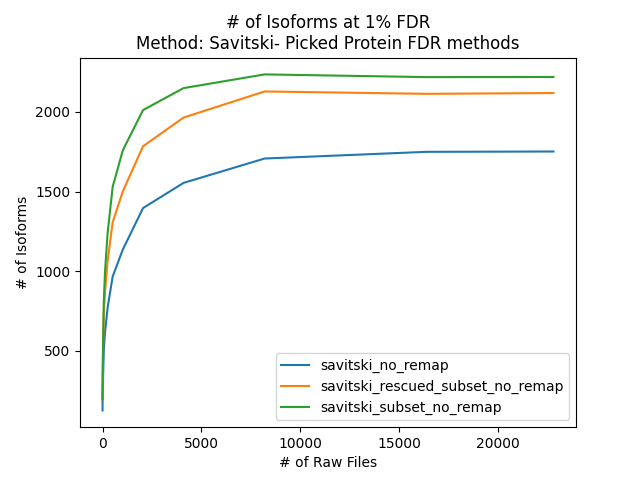 # of Isoforms at 1% FDR
Method: Savitski- Picked Protein FDR methods
# of Isoforms
2000
1500
1000
500
0
5000
10000
15000
20000
# of Raw Files
savitski_no_remap
savitski_rescued_subset_no_remap
savitski_subset_no_remap